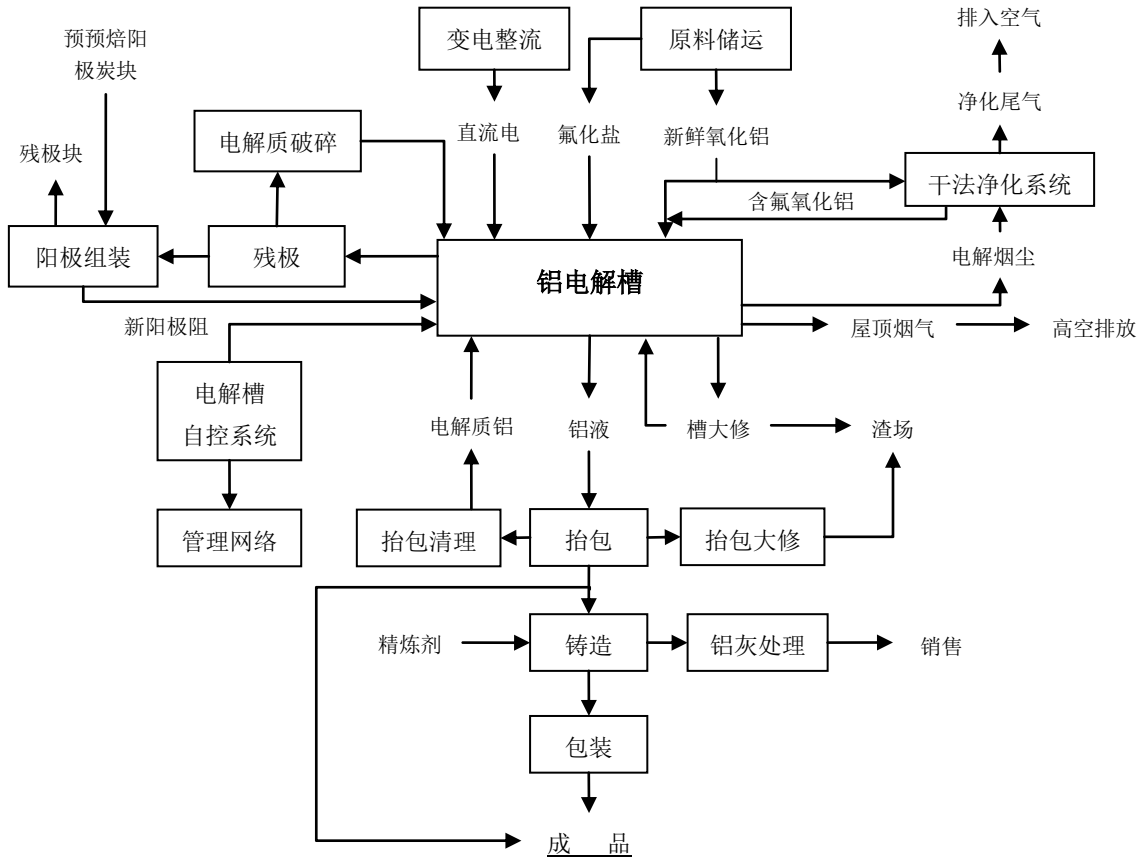 排入空气
预预焙阳
极炭块
变电整流
原料储运
净化尾气
残极块
电解质破碎
直流电
氟化盐
新鲜氧化铝
干法净化系统
含氟氧化铝
阳极组装
残极
铝电解槽
电解烟尘
新阳极阻
屋顶烟气
高空排放
电解槽
自控系统
电解质铝
铝液
槽大修
渣场
管理网络
抬包清理
抬包
抬包大修
精炼剂
铸造
铝灰处理
销售
包装
成 品